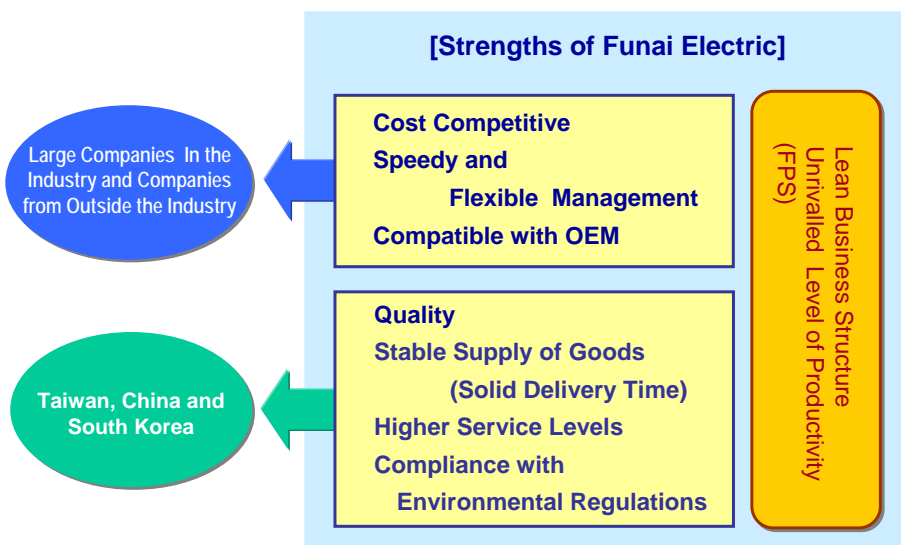 [Strengths of Funai Electric]
Large Companies In the
Industry and Companies
from Outside the Industry
Cost Competitive
Speedy and
Flexible Management
Compatible with OEM
Taiwan, China and
South Korea
Quality
Stable Supply of Goods
(Solid Delivery Time)
Higher Service Levels
Compliance with
Environmental Regulations
Lean Business Structure
Unrivalled Level of Productivity
(FPS)